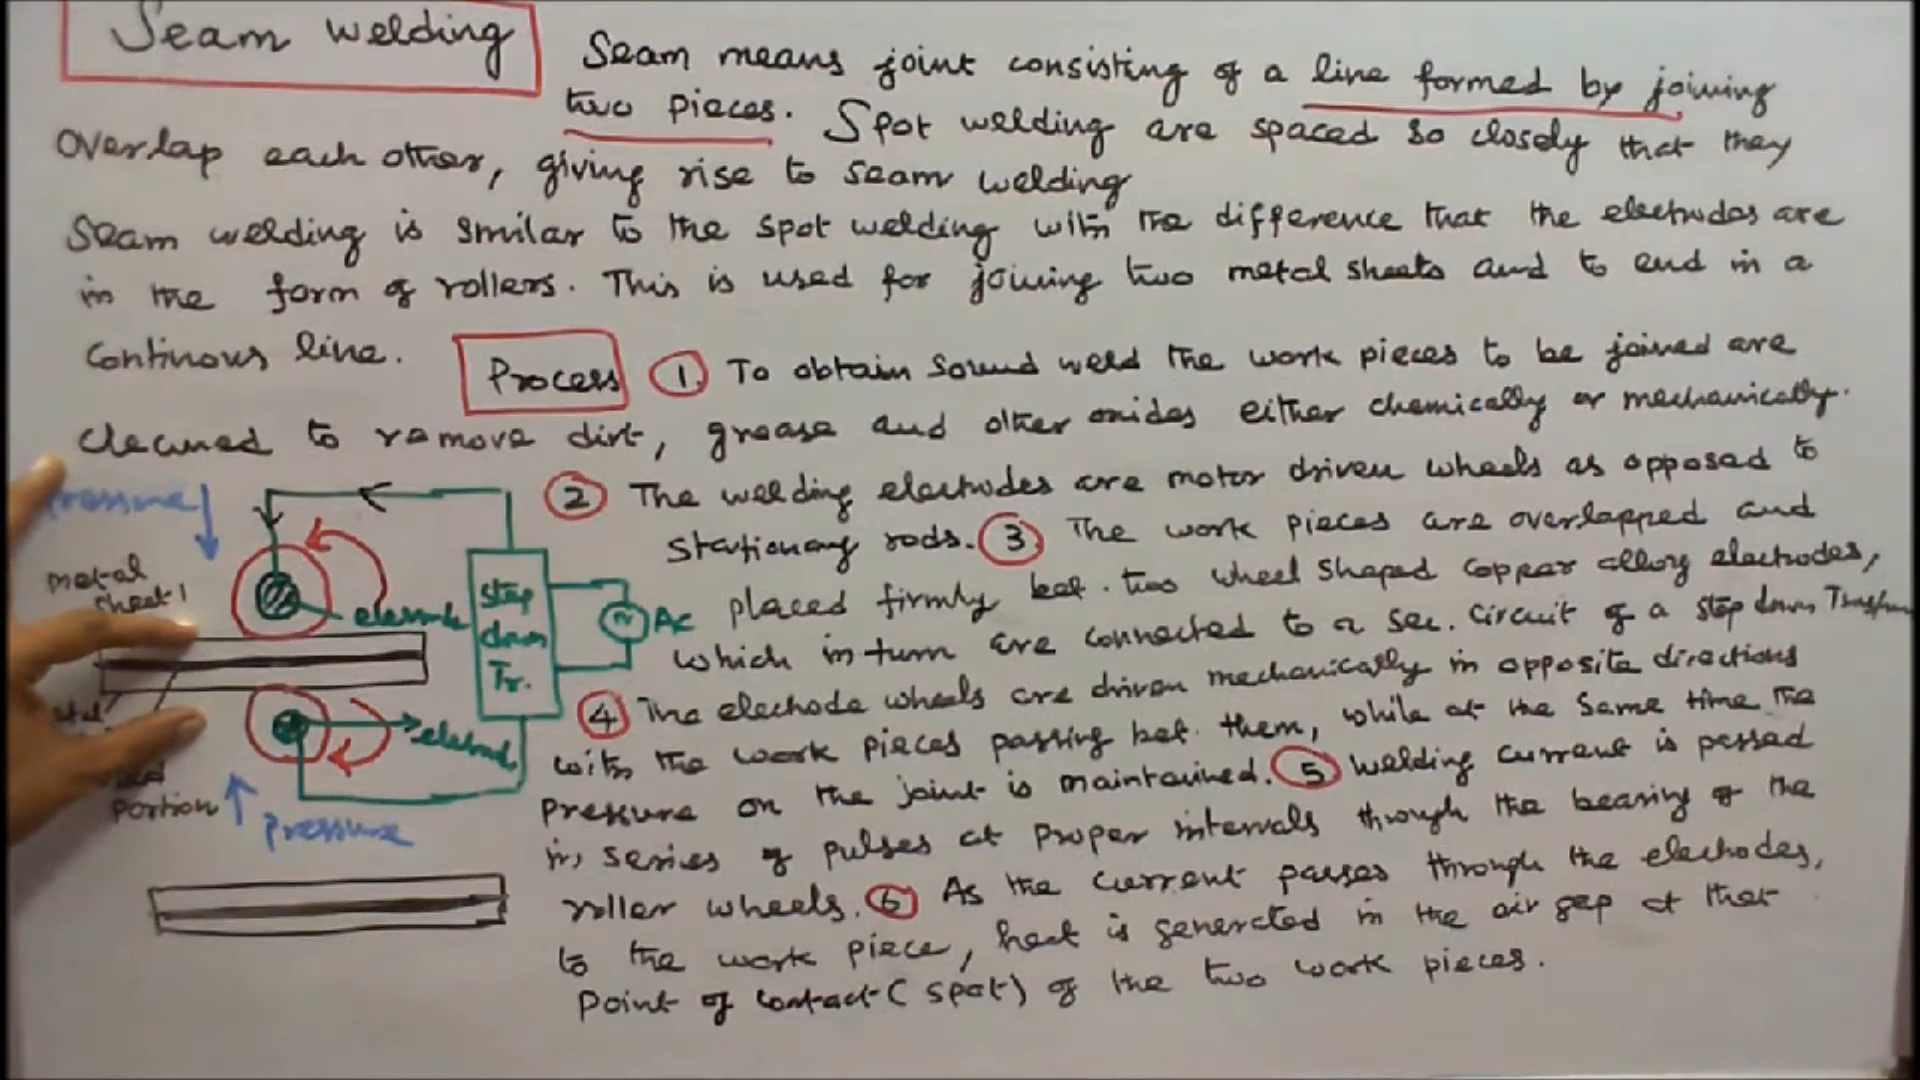 Seam welding
Seam means joint consisting of a line formed by joining
two pieces. Spot welding are spaced so closely that they
overlap each other, giving rise to seam welding
Seam welding is similar to the spot welding with the difference that the electrodes are
in the form of rollers. This is used for joining two metal sheets and to end in a
continous line.
Process 1. To obtain sound weld the work pieces to be joined are
cleaned to remove dirt, grease and other oxides either chemically or mechanically.
2 The welding electrodes are motor driven wheels as opposed to
stationary rods. 3 The work pieces are overlapped and
placed firmly bet. two wheel shaped copper alloy electrodes,
which in turn are connected to a sec. circuit of a step down
4 The electrode wheels are driven mechanically in opposite directions
with the work pieces passing bet. them, while at the same time the
pressure on the joint is maintained. 5 Welding current is passed
in series of pulses at proper intervals through the bearing of the
roller wheels. 6 As the current passes through the electrodes,
to the work piece, heat is generated in the air gap at that
point of contact (spot) of the two work pieces.
Pressure
metal
sheet 1
electrode
step
down
Tr.
AC
electrode
portion
pressure